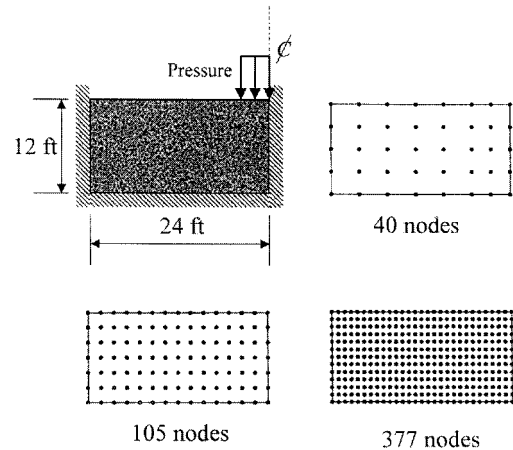 ₵
Pressure
12 ft
24 ft
40 nodes
105 nodes
377 nodes